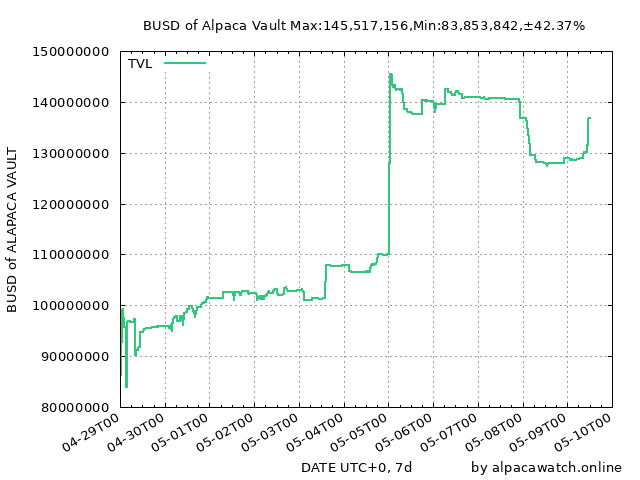 BUSD of Alpaca Vault Max:145,517,156,Min:83,853,842,±42.37%
TVL
BUSD of ALAPACA VAULT
150000000
140000000
130000000
120000000
110000000
100000000
90000000
80000000
04-29T00
04-30T00
05-01T00
05-02T00
05-03T00
05-04T00
05-05T00
05-06T00
05-07T00
05-08T00
05-09T00
05-10T00
DATE UTC+0, 7d
by alpacawatch.online